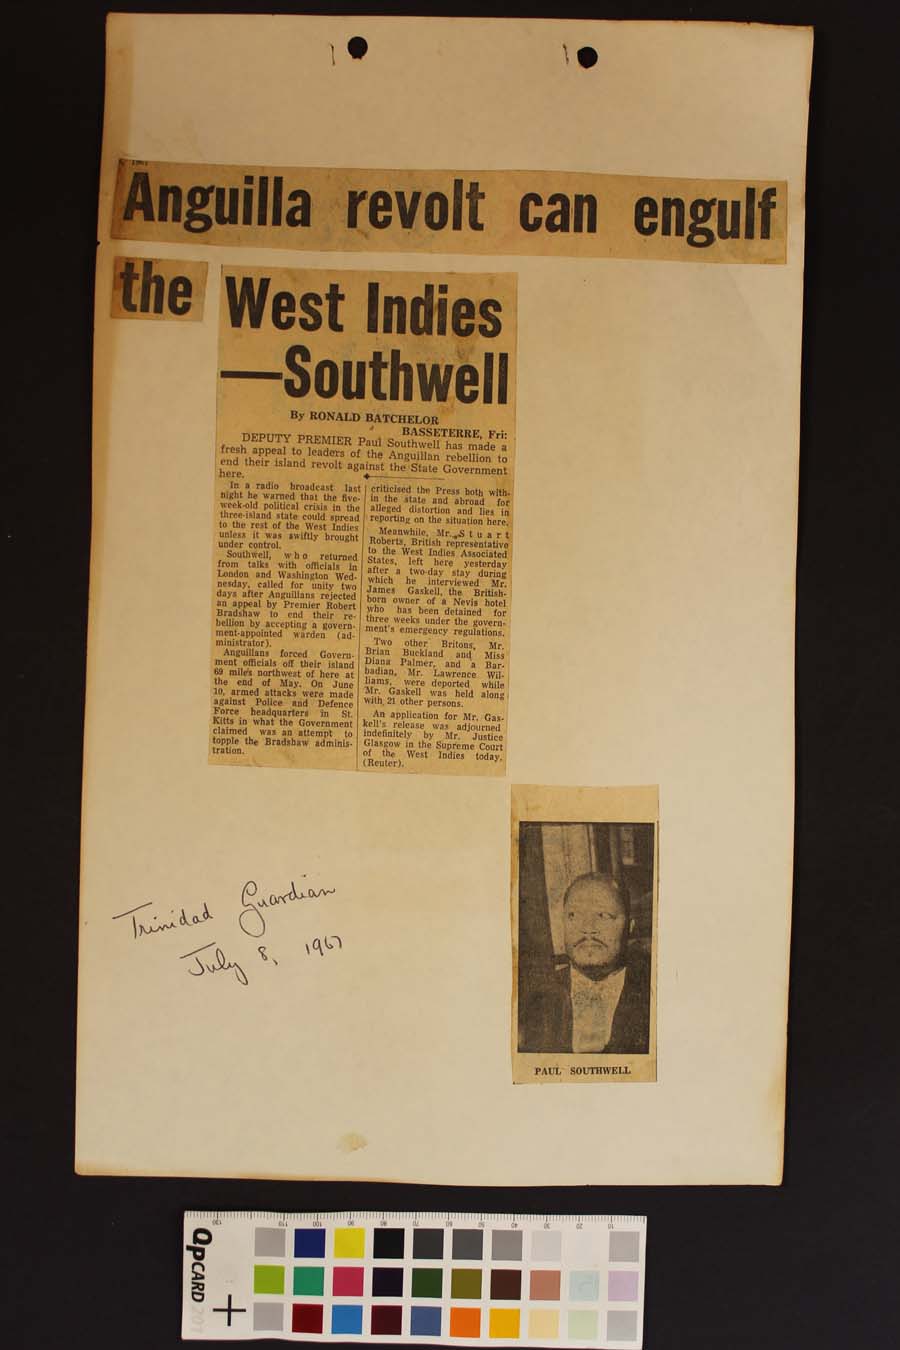 Anguilla revolt can engulf
the West Indies
—Southwell
By RONALD BATCHELOR
BASSETERRE, Fri:
DEPUTY PREMIER Paul Southwell has made a
fresh appeal to leaders of the Anguillan rebellion to
end their island revolt against the State Government
here.
In a radio broadcast last
night he warned that the five-
week-old political crisis in the
three-island state could spread
to the rest of the West Indies
unless it was swiftly brought
under control.
Southwell, who returned
from talks with officials in
London and Washington Wed-
nesday, called for unity two
days after Anguillans rejected
an appeal by Premier Robert
Bradshaw to end their re-
bellion by accepting a govern-
ment-appointed warden (ad-
ministrator).
Anguillans forced Govern-
ment officials off their island
69 miles northwest of here at
the end of May. On June
10, armed attacks were made
against Police and Defence
Force headquarters in St.
Kitts in what the Government
claimed was an attempt to
topple the Bradshaw adminis-
tration.
criticised the Press both with-
in the state and abroad for
alleged distortion and lies in
reporting on the situation here.
Meanwhile, Mr. Stuart
Roberts, British representative
to the West Indies Associated
States, left here yesterday
after a two-day stay during
which he interviewed Mr.
James Gaskell, the British-
born owner of a Nevis hotel
who has been detained for
three weeks under the govern-
ment's emergency regulations.
Two other Britons, Mr.
Brian Buckland and Miss
Diana Palmer, and a Bar-
badian, Mr. Lawrence Wil-
liams, were deported while
Mr. Gaskell was held along
with 21 other persons.
An application for Mr. Gas-
kell's release was adjourned
indefinitely by Mr. Justice
Glasgow in the Supreme Court
of the West Indies today.
(Reuter).
PAUL SOUTHWELL
Trinidad Guardian
July 8, 1967
QPCARD 201
130 110 100 90 80 70 60 50 40 30 20 10